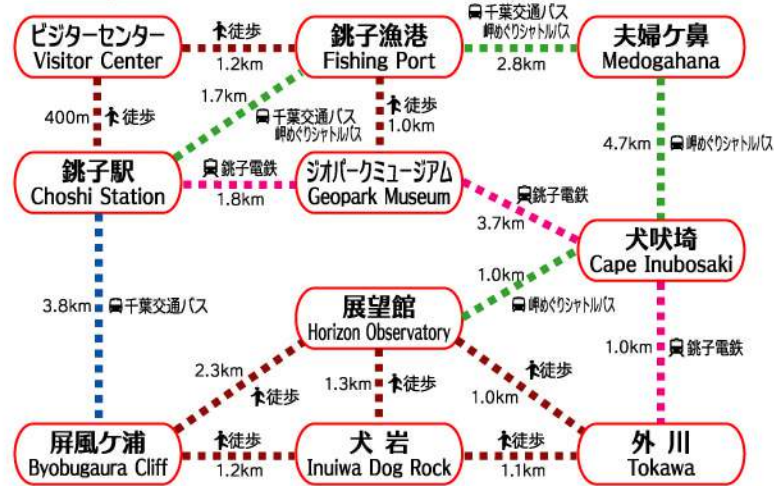 ビジターセンター
Visitor Center
徒歩
1.2km
銚子漁港
Fishing Port
千葉交通バス
岬めぐりシャトルバス
2.8km
夫婦ケ鼻
Medogahana
400m
徒歩
1.7km
千葉交通バス
岬めぐりシャトルバス
徒歩
1.0km
4.7km
岬めぐりシャトルバス
銚子駅
Choshi Station
銚子電鉄
1.8km
ジオパークミュージアム
Geopark Museum
銚子電鉄
3.7km
犬吠埼
Cape Inubosaki
3.8km
千葉交通バス
展望館
Horizon Observatory
1.0km
岬めぐりシャトルバス
1.0km
銚子電鉄
2.3km
徒歩
1.3km
徒歩
徒歩
1.0km
屏風ケ浦
Byobugaura Cliff
徒歩
1.2km
犬岩
Inuiwa Dog Rock
徒歩
1.1km
外川
Tokawa